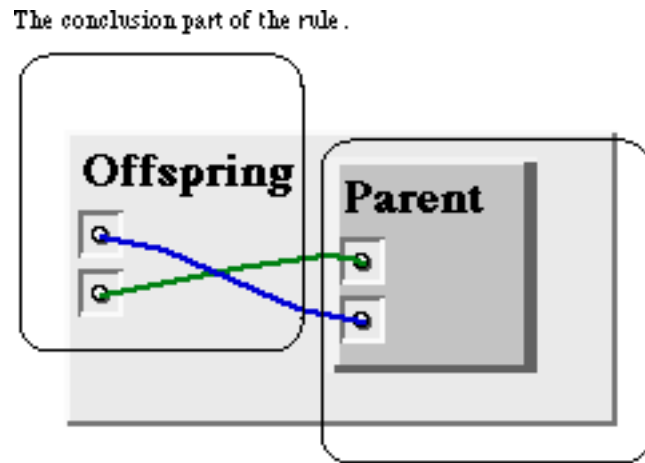 The conclusion part of the rule.
Offspring
Parent